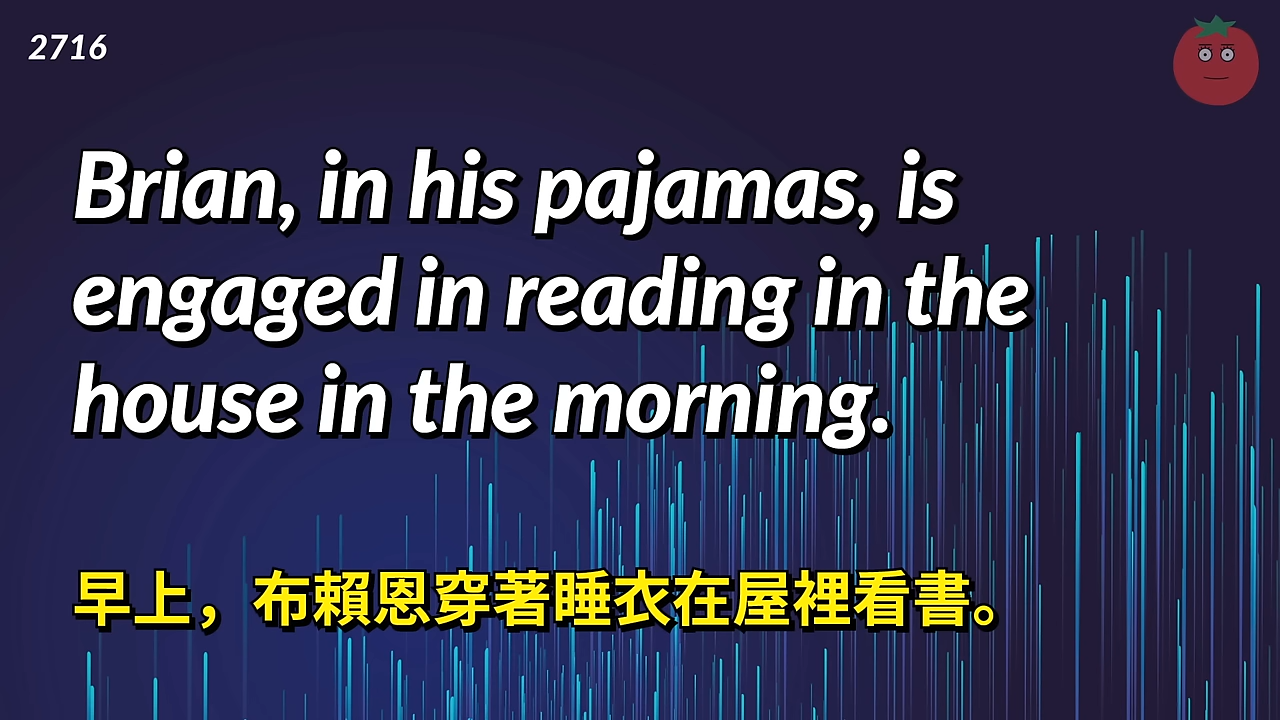 2716
Brian, in his pajamas, is
engaged in reading in the
house in the morning.
早上，布賴恩穿著睡衣在屋裡看書。